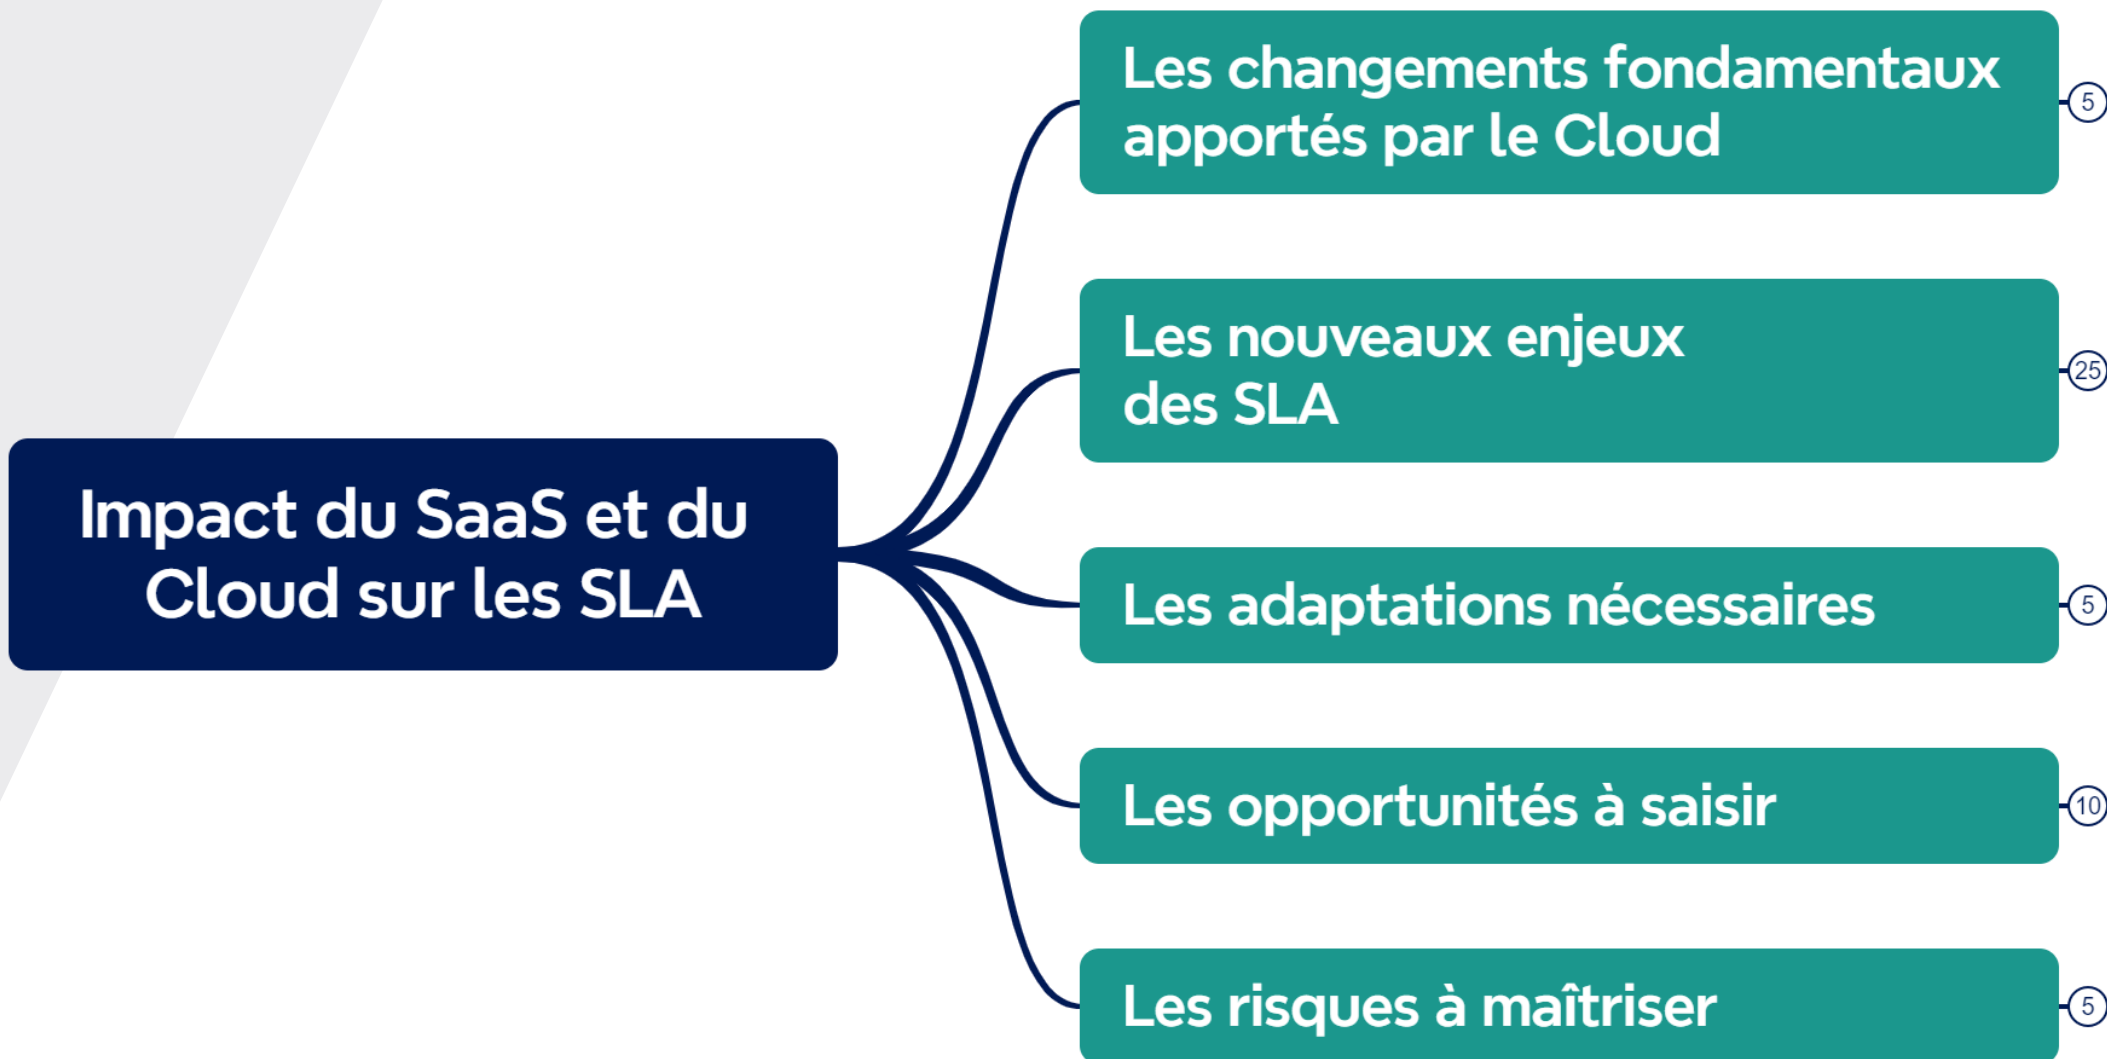 Les changements fondamentaux
apportés par le Cloud
5
Les nouveaux enjeux
des SLA
25
Impact du SaaS et du
Cloud sur les SLA
Les adaptations nécessaires
5
Les opportunités à saisir
10
Les risques à maîtriser
5